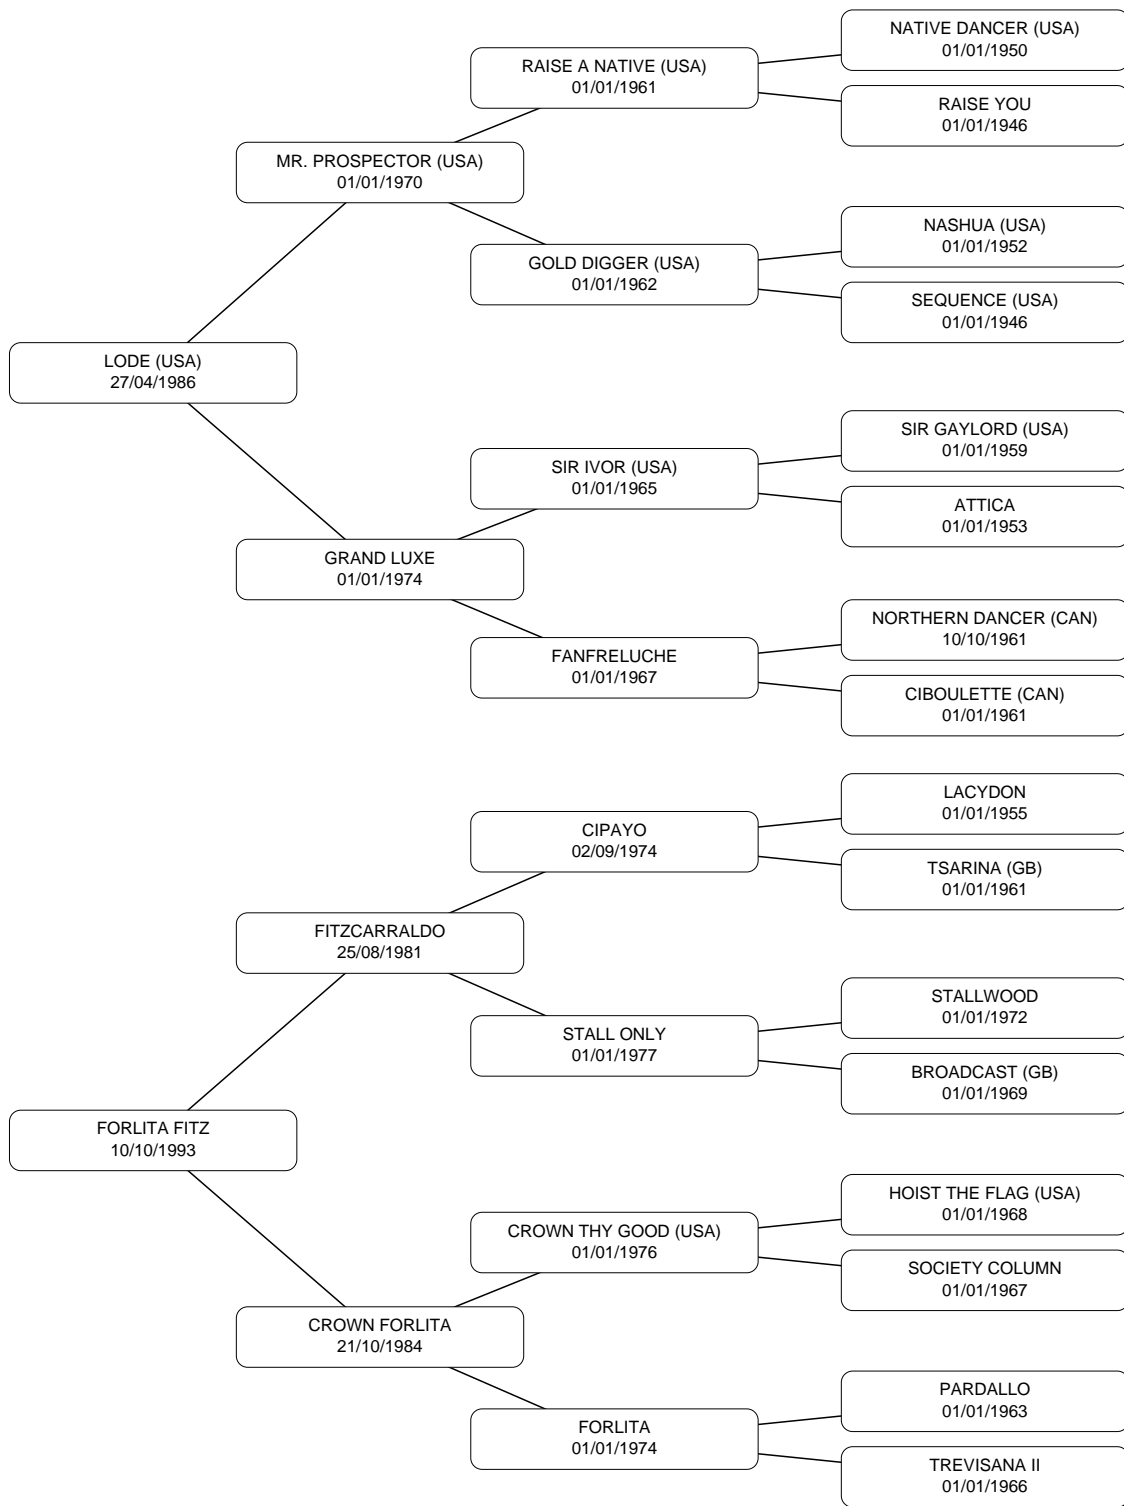 NATIVE DANCER (USA)
01/01/1950
RAISE A NATIVE (USA)
01/01/1961
RAISE YOU
01/01/1946
MR. PROSPECTOR (USA)
01/01/1970
NASHUA (USA)
01/01/1952
GOLD DIGGER (USA)
01/01/1962
SEQUENCE (USA)
01/01/1946
LODE (USA)
27/04/1986
SIR GAYLORD (USA)
01/01/1959
SIR IVOR (USA)
01/01/1965
ATTICA
01/01/1953
GRAND LUXE
01/01/1974
NORTHERN DANCER (CAN)
10/10/1961
FANFRELUCHE
01/01/1967
CIBOULETTE (CAN)
01/01/1961
LACYDON
01/01/1955
CIPAYO
02/09/1974
TSARINA (GB)
01/01/1961
FITZCARRALDO
25/08/1981
STALLWOOD
01/01/1972
STALL ONLY
01/01/1977
BROADCAST (GB)
01/01/1969
FORLITA FITZ
10/10/1993
HOIST THE FLAG (USA)
01/01/1968
CROWN THY GOOD (USA)
01/01/1976
SOCIETY COLUMN
01/01/1967
CROWN FORLITA
21/10/1984
PARDALLO
01/01/1963
FORLITA
01/01/1974
TREVISANA II
01/01/1966